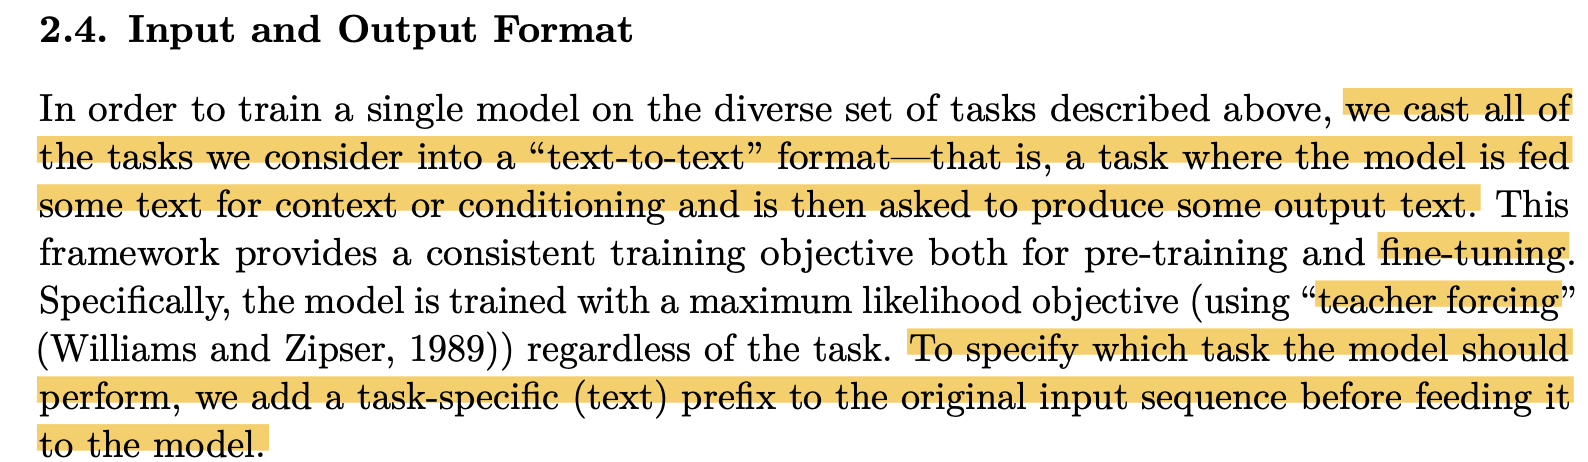 2.4. Input and Output Format
In order to train a single model on the diverse set of tasks described above, we cast all of
the tasks we consider into a “text-to-text” format—that is, a task where the model is fed
some text for context or conditioning and is then asked to produce some output text. This
framework provides a consistent training objective both for pre-training and fine-tuning.
Specifically, the model is trained with a maximum likelihood objective (using “teacher forcing”
(Williams and Zipser, 1989)) regardless of the task. To specify which task the model should
perform, we add a task-specific (text) prefix to the original input sequence before feeding it
to the model.